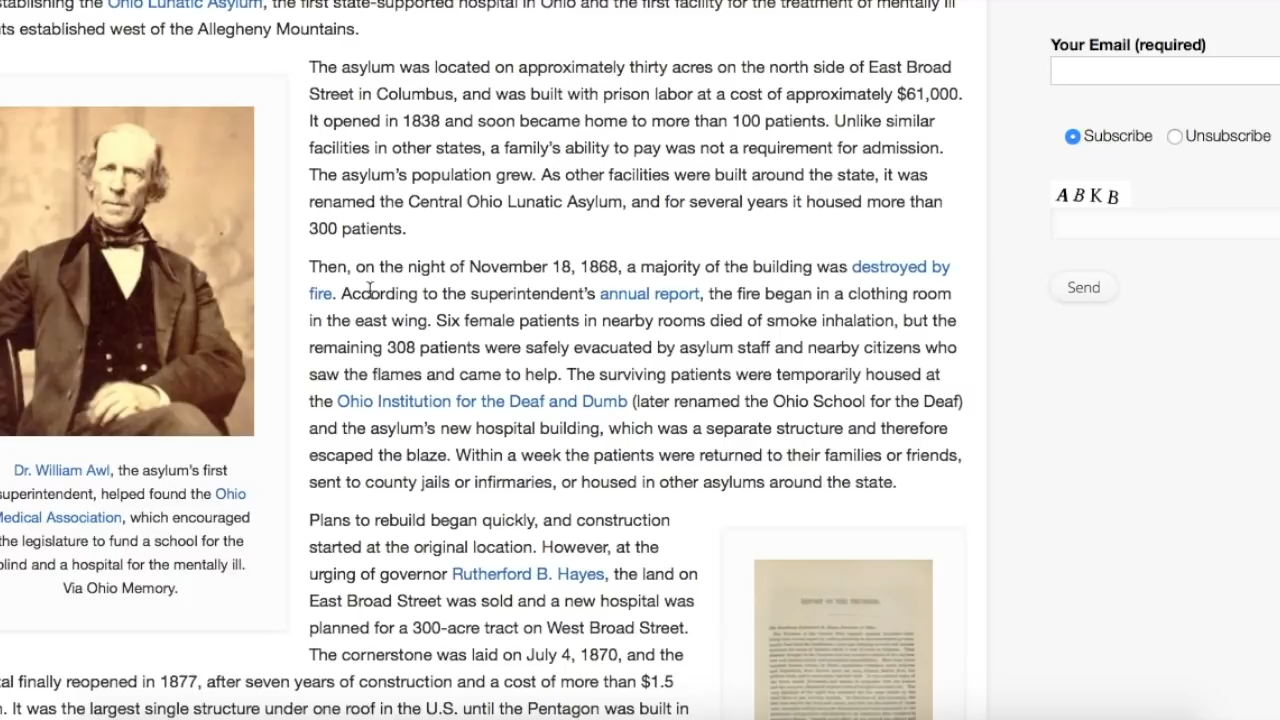 stablishing the Ohio Lunatic Asylum, the first state-supported hospital in Ohio and the first facility for the treatment of mentally ill
ts established west of the Allegheny Mountains.
The asylum was located on approximately thirty acres on the north side of East Broad
Street in Columbus, and was built with prison labor at a cost of approximately $61,000.
It opened in 1838 and soon became home to more than 100 patients. Unlike similar
facilities in other states, a family's ability to pay was not a requirement for admission.
The asylum's population grew. As other facilities were built around the state, it was
renamed the Central Ohio Lunatic Asylum, and for several years it housed more than
300 patients.
Then, on the night of November 18, 1868, a majority of the building was destroyed by
fire. According to the superintendent's annual report, the fire began in a clothing room
in the east wing. Six female patients in nearby rooms died of smoke inhalation, but the
remaining 308 patients were safely evacuated by asylum staff and nearby citizens who
saw the flames and came to help. The surviving patients were temporarily housed at
the Ohio Institution for the Deaf and Dumb (later renamed the Ohio School for the Deaf)
and the asylum's new hospital building, which was a separate structure and therefore
escaped the blaze. Within a week the patients were returned to their families or friends,
sent to county jails or infirmaries, or housed in other asylums around the state.
Dr. William Awl, the asylum's first
superintendent, helped found the Ohio
Medical Association, which encouraged
the legislature to fund a school for the
blind and a hospital for the mentally ill.
Via Ohio Memory.
Plans to rebuild began quickly, and construction
started at the original location. However, at the
urging of governor Rutherford B. Hayes, the land on
East Broad Street was sold and a new hospital was
planned for a 300-acre tract on West Broad Street.
The cornerstone was laid on July 4, 1870 and the
tal finally opened after seven years of construction and a cost of more than $1.5
n. It was the largest structure under one roof in the U.S. until the Pentagon was built in
Your Email (required)
Subscribe Unsubscribe
ABKB
Send